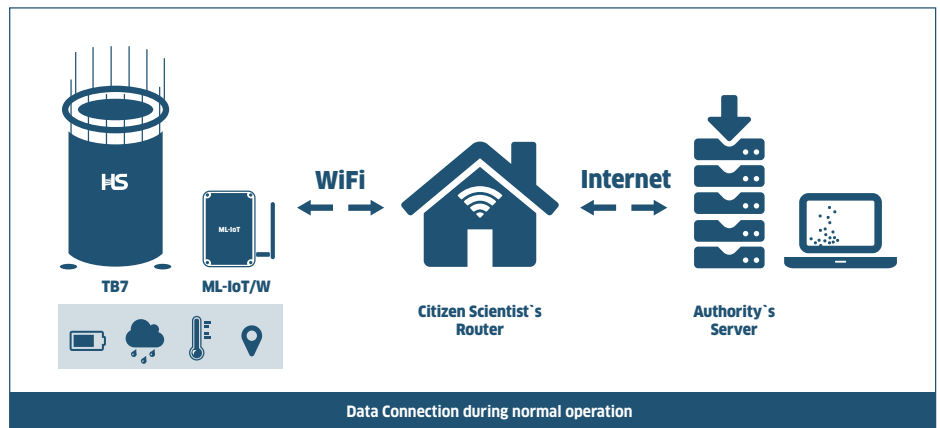 HS
ML-IoT
WiFi
Internet
TB7
ML-IoT/W
Citizen Scientist`s
Router
Authority`s
Server
Data Connection during normal operation